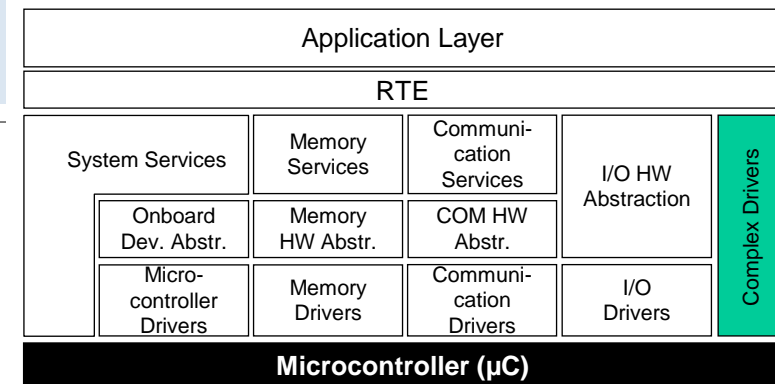 Application Layer
RTE
System Services
Memory
Services
Communi-
cation
Services
I/O HW
Abstraction
Complex Drivers
Onboard
Dev. Abstr.
Memory
HW Abstr.
COM HW
Abstr.
Micro-
controller
Drivers
Memory
Drivers
Communi-
cation
Drivers
I/O
Drivers
Microcontroller (µC)